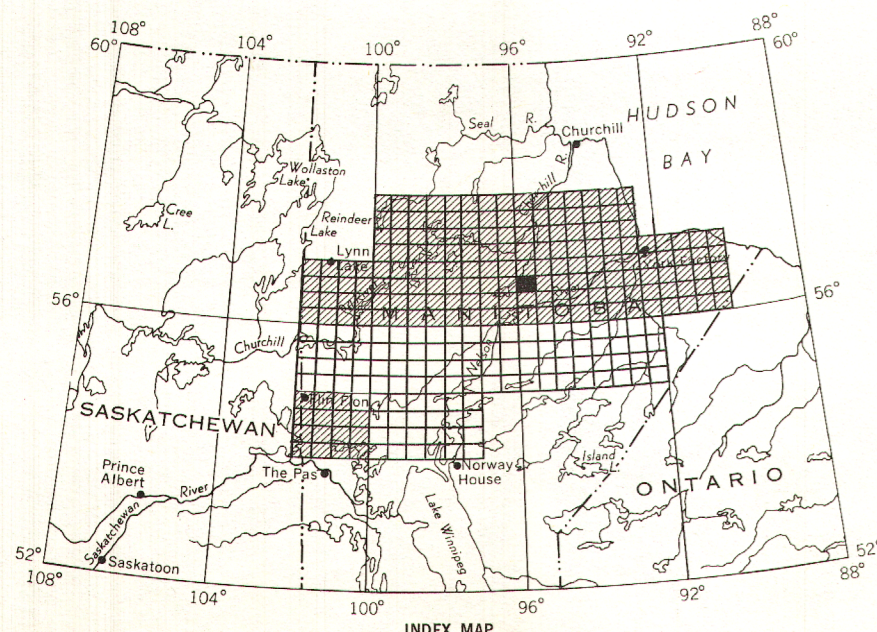 108°
60°
104°
100°
96°
92°
88°
60°
HUDSON
BAY
Seal R.
Churchill
Churchill R.
Wollaston
Lake
Cree
L.
Reindeer
Lake
Lynn
Lake
York Factory
56°
MANITOBA
56°
Churchill
Nelson
Flin Flon
SASKATCHEWAN
Prince
Albert
River
The Pas
Norway
House
Island
L.
ONTARIO
Saskatchewan
Lake Winnipeg
52°
Saskatoon
52°
108°
104°
100°
96°
92°
88°
INDEX MAP